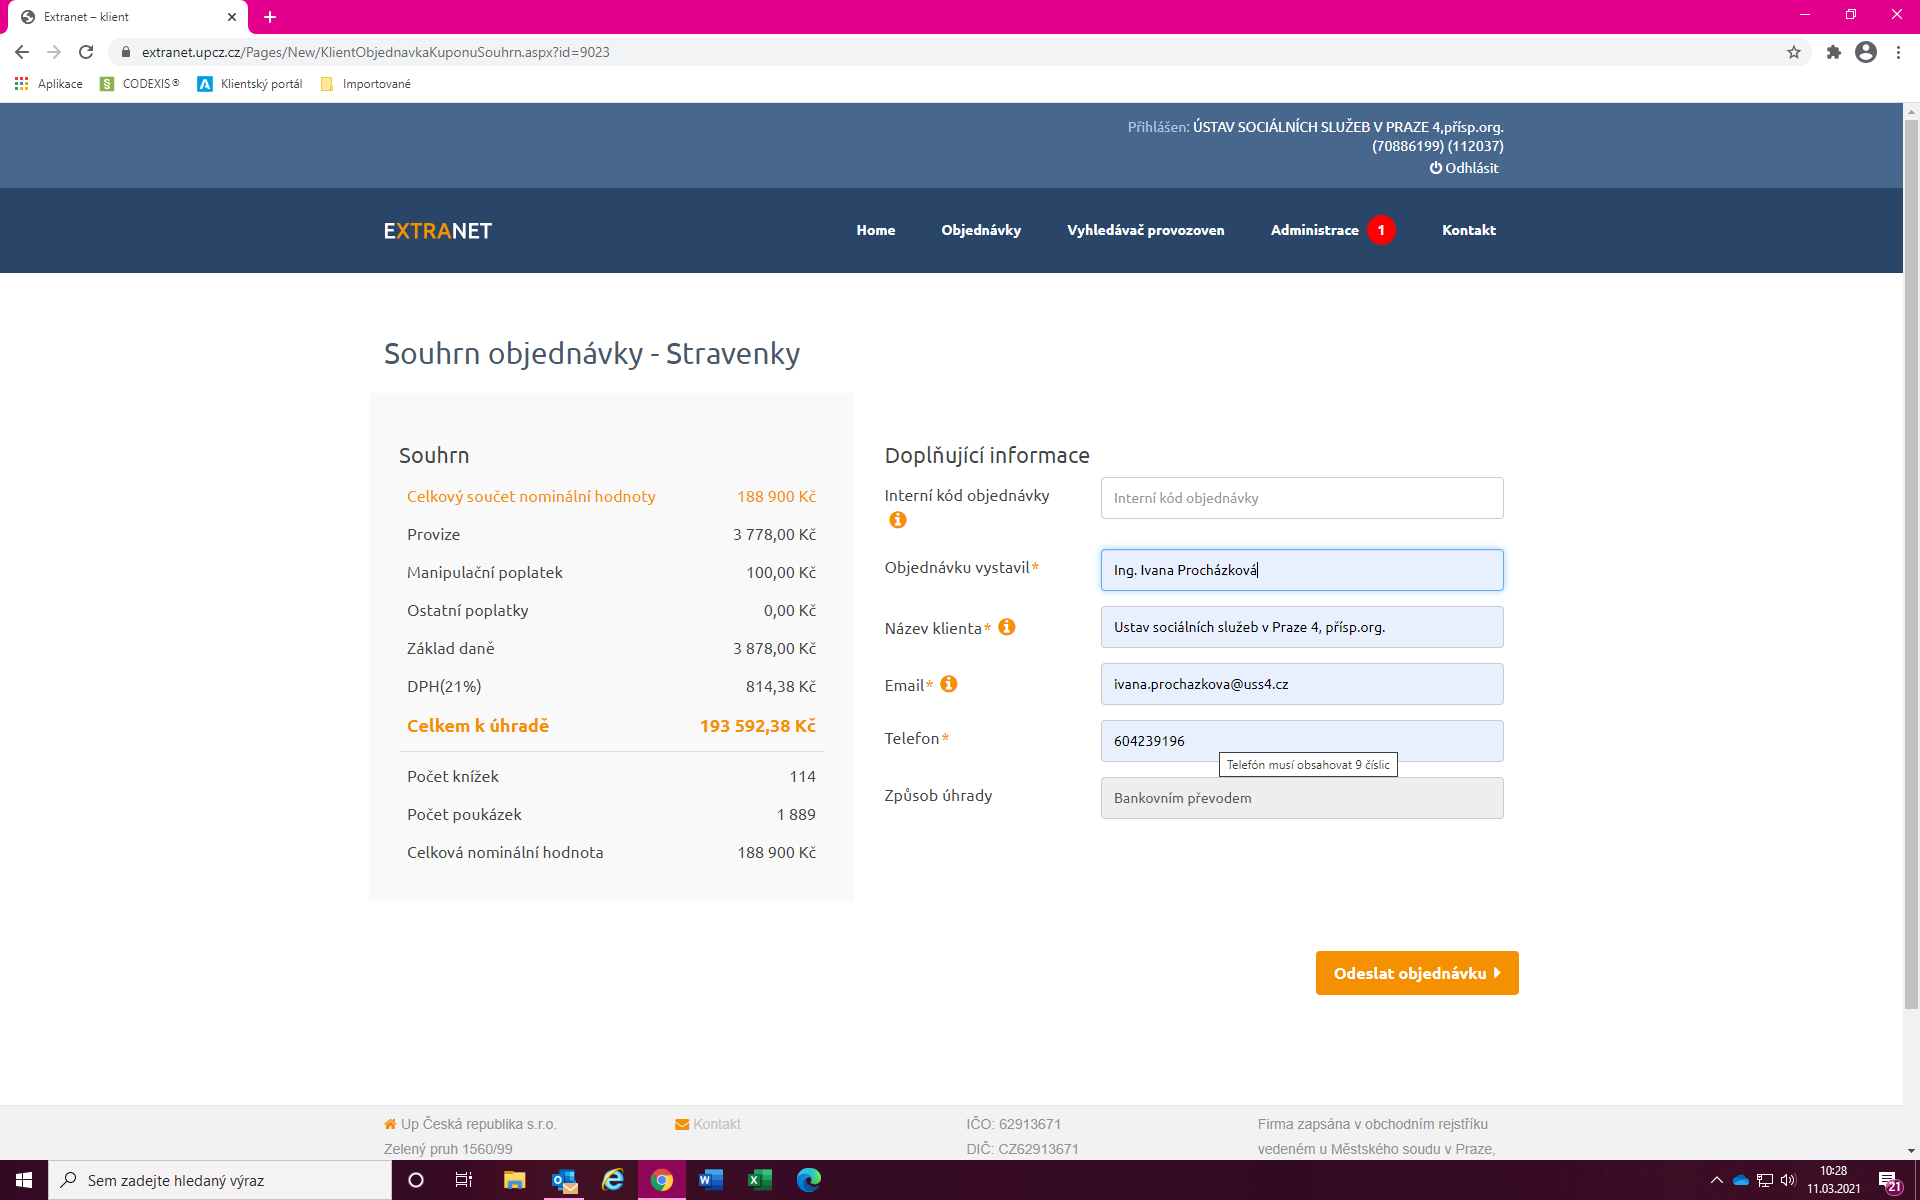 Extranet – klient
extranet.upcz.cz/Pages/New/KlientObjednavkaKuponuSouhrn.aspx?id=9023
Aplikace CODEXIS® Klientský portál Importované
Přihlášen: ÚSTAV SOCIÁLNÍCH SLUŽEB V PRAZE 4,přísp.org.
(70886199) (112037)
Odhlásit
EXTRANET Home Objednávky Vyhledávač provozoven Administrace 1 Kontakt
Souhrn objednávky - Stravenky
Souhrn
Celkový součet nominální hodnoty 188 900 Kč
Provize 3 778,00 Kč
Manipulační poplatek 100,00 Kč
Ostatní poplatky 0,00 Kč
Základ daně 3 878,00 Kč
DPH(21%) 814,38 Kč
Celkem k úhradě 193 592,38 Kč
Počet knížek 114
Počet poukázek 1 889
Celková nominální hodnota 188 900 Kč
Doplňující informace
Interní kód objednávky Interní kód objednávky
Objednávku vystavil* Ing. Ivana Procházková
Název klienta* Ustav sociálních služeb v Praze 4, přísp.org.
Email* ivana.prochazkova@uss4.cz
Telefon* 604239196
Telefón musí obsahovat 9 číslic
Způsob úhrady Bankovním převodem
Odeslat objednávku
Up Česká republika s.r.o. Kontakt IČO: 62913671 Firma zapsána v obchodním rejstříku
Zelený pruh 1560/99 DIČ: CZ62913671 vedeném u Městského soudu v Praze,
Sem zadejte hledaný výraz
10:28
11.03.2021
21